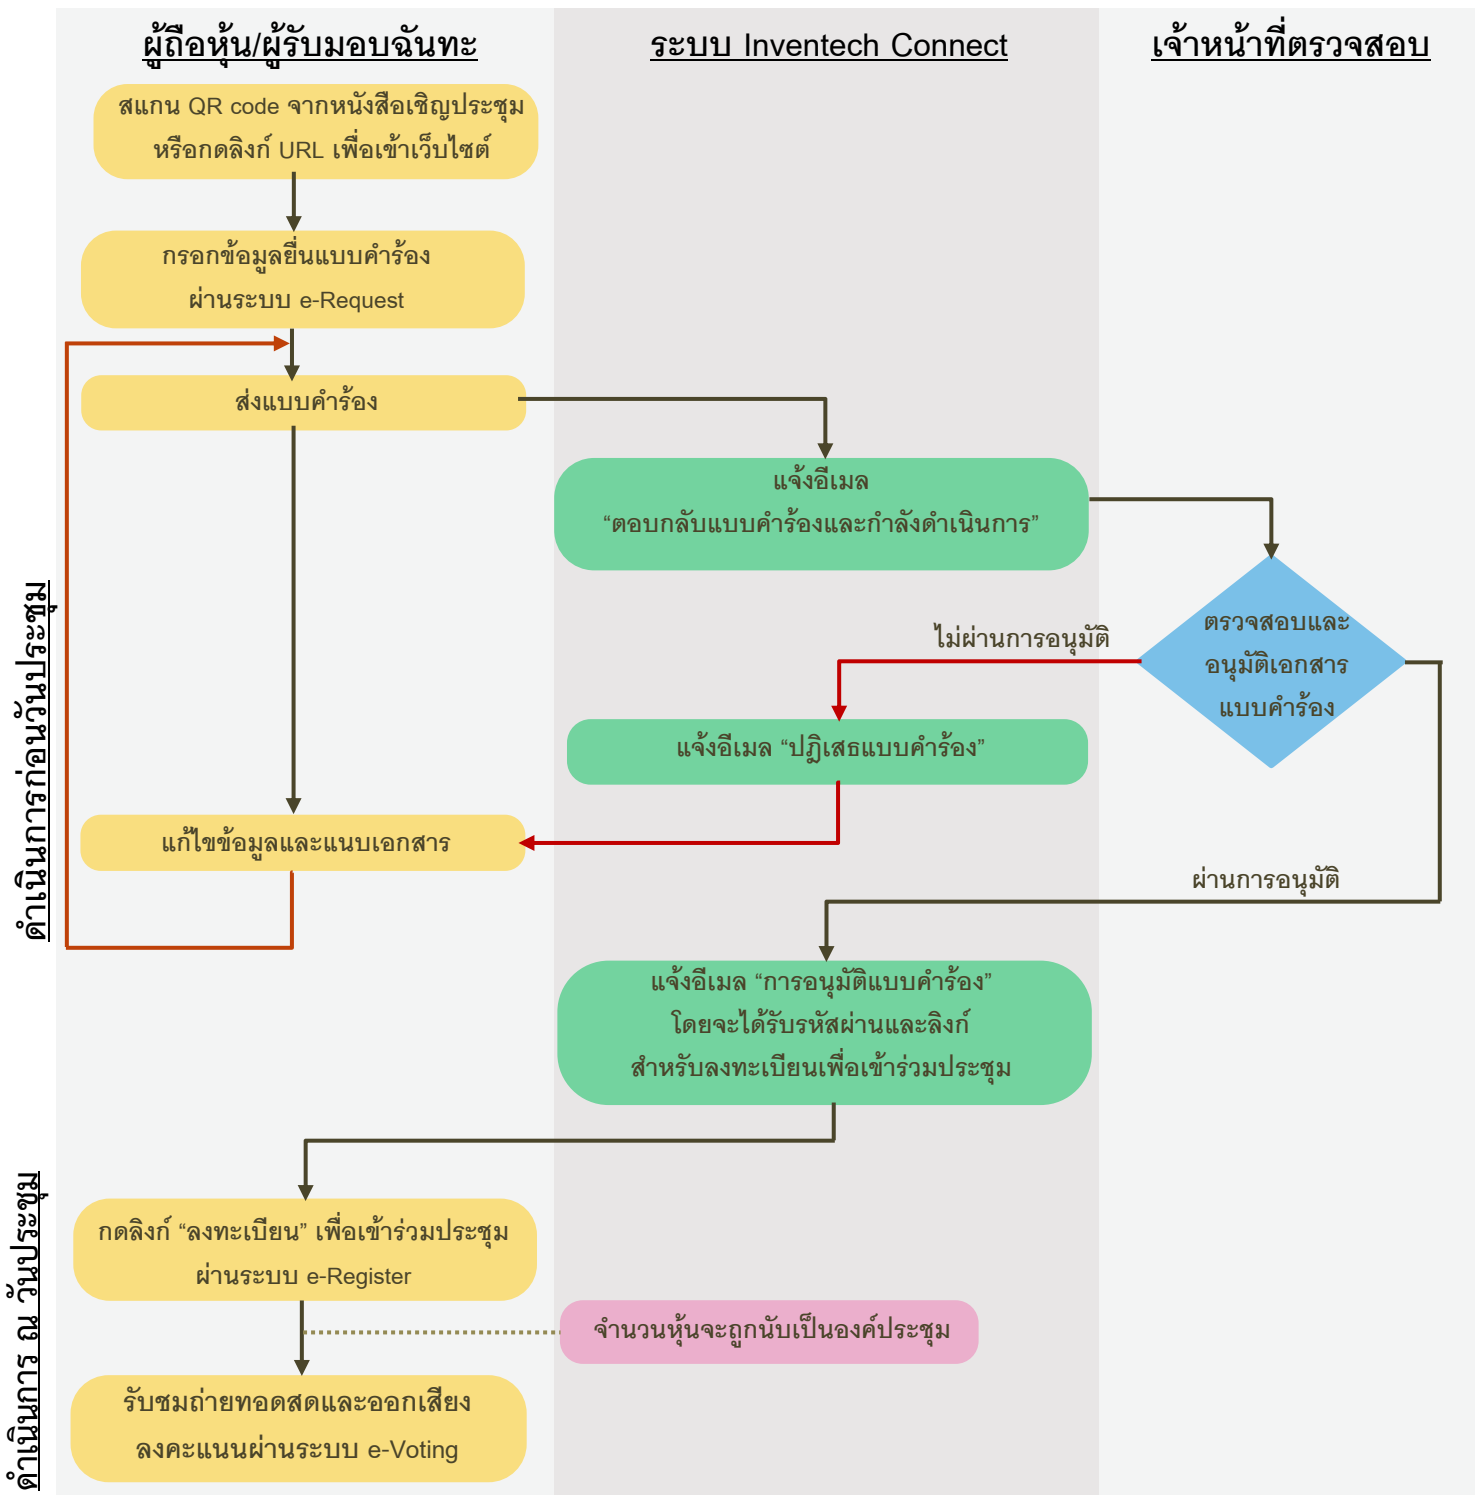 ผู้ถือหุ้น/ผู้รับมอบฉันทะ
ระบบ Inventech Connect
เจ้าหน้าที่ตรวจสอบ
สแกน QR code จากหนังสือเชิญประชุม
หรือกดลิงก์ URL เพื่อเข้าเว็บไซต์
กรอกข้อมูลยื่นแบบคำร้อง
ผ่านระบบ e-Request
ส่งแบบคำร้อง
แจ้งอีเมล
“ตอบกลับแบบคำร้องและกำลังดำเนินการ”
ตรวจสอบและ
อนุมัติเอกสาร
แบบคำร้อง
ไม่ผ่านการอนุมัติ
แจ้งอีเมล “ปฎิเสธแบบคำร้อง”
แก้ไขข้อมูลและแนบเอกสาร
ผ่านการอนุมัติ
ดำเนินการก่อนวันประชุม
แจ้งอีเมล “การอนุมัติแบบคำร้อง”
โดยจะได้รับรหัสผ่านและลิงก์
สำหรับลงทะเบียนเพื่อเข้าร่วมประชุม
กดลิงก์ “ลงทะเบียน” เพื่อเข้าร่วมประชุม
ผ่านระบบ e-Register
จำนวนหุ้นจะถูกนับเป็นองค์ประชุม
รับชมถ่ายทอดสดและออกเสียง
ลงคะแนนผ่านระบบ e-Voting
ดำเนินการ ณ วันประชุม